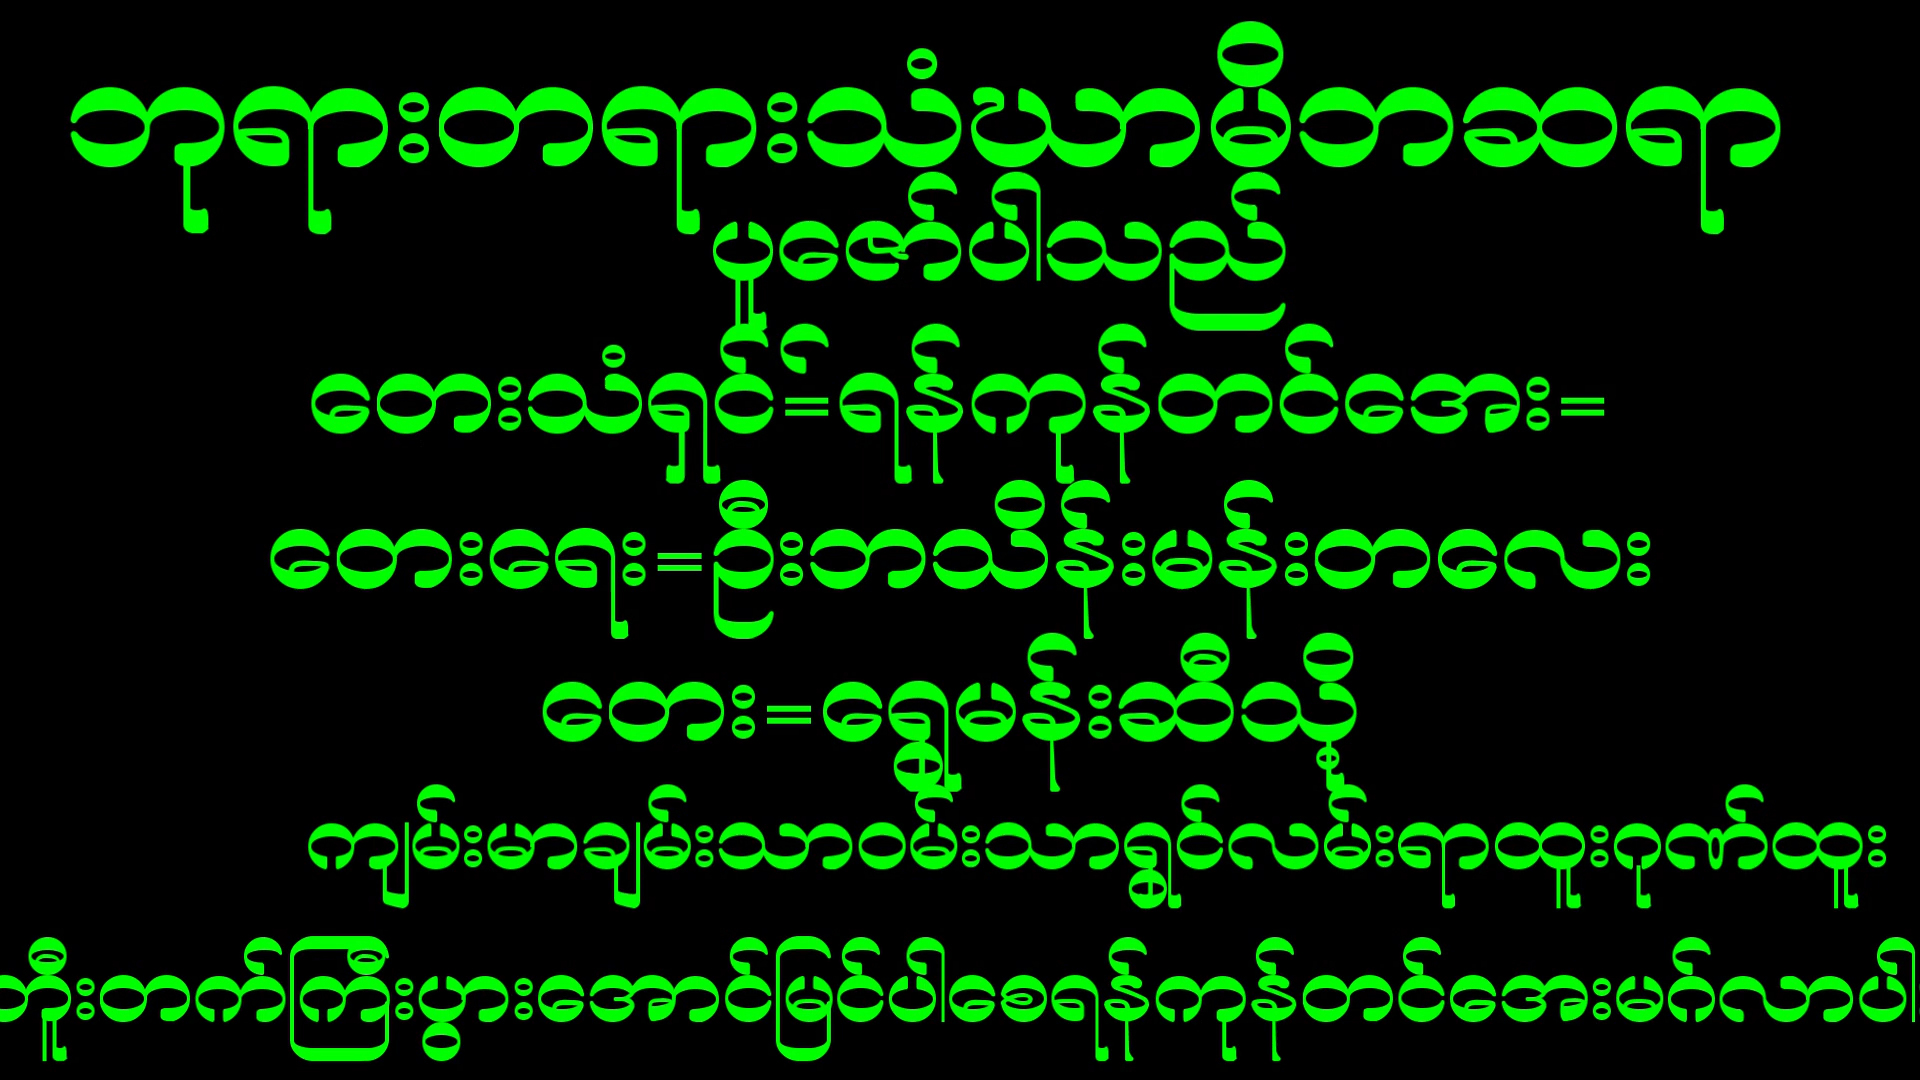 ဘုရားတရားသံဃာမိဘဆရာ
ပူဇော်ပါသည်
တေးသံရှင််=ရန်ကုန်တင်အေး=
တေးရေး=ဦးဘသိန်းမန်းတလေး
တေး=ရွှေမန်းဆီသို့
ကျမ်းမာချမ်းသာဝမ်းသာရွှင်လမ်းရာထူးဂုဏ်ထူး
တီူးတက်ကြီးပွားအောင်မြင်ပါစေရန်ကုန်တင်အေးမဂ်လာပါ